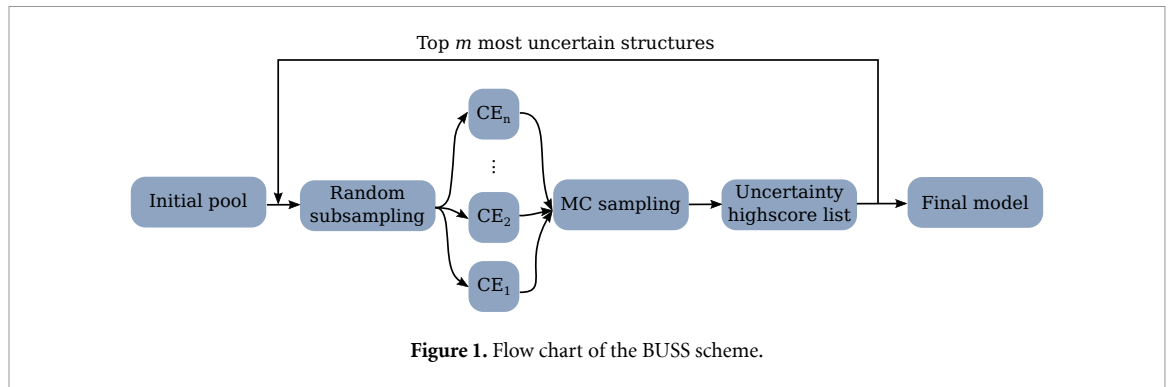 Top m most uncertain structures
CEn
⋮
Initial pool
Random
subsampling
CE2
MC sampling
Uncertainty
highscore list
Final model
CE1
Figure 1. Flow chart of the BUSS scheme.